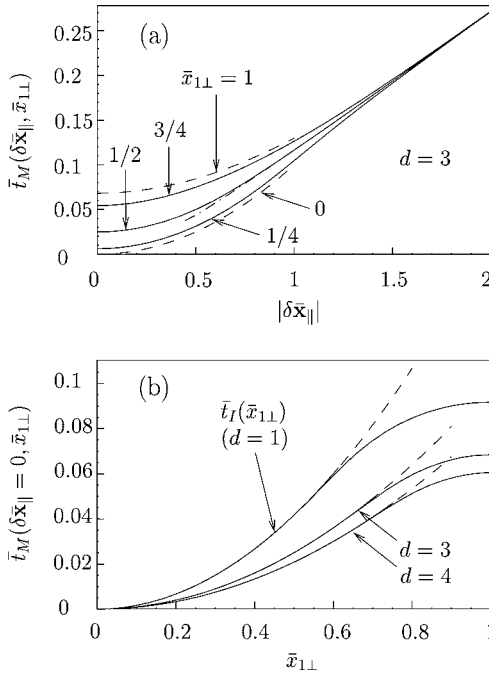 (a)
0.25
0.20
0.15
0.10
0.05
0
t̄_M(δx̄_∥, x̄_{1⊥})
x̄_{1⊥} = 1
3/4
1/2
d = 3
0
1/4
0 0.5 1 1.5 2
|δx̄_∥|
(b)
0.1
0.08
0.06
0.04
0.02
0
t̄_M(δx̄_∥ = 0, x̄_{1⊥})
t̄_I(x̄_{1⊥})
(d = 1)
d = 3
d = 4
0 0.2 0.4 0.6 0.8 1
x̄_{1⊥}